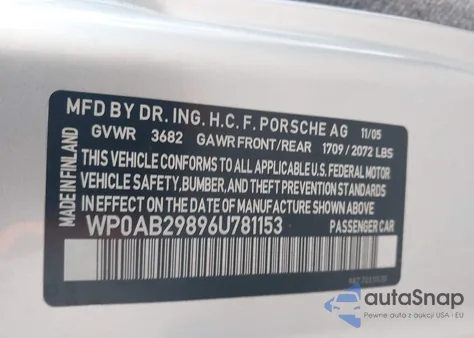 MFD BY DR. ING. H.C. F. PORSCHE AG 11/05
GVWR 3682 GAWR FRONT/REAR 1709 / 2072 LBS
THIS VEHICLE CONFORMS TO ALL APPLICABLE U.S. FEDERAL MOTOR
VEHICLE SAFETY, BUMPER, AND THEFT PREVENTION STANDARDS
IN EFFECT ON THE DATE OF MANUFACTURE SHOWN ABOVE.
WP0AB29896U781153 PASSENGER CAR
MADE IN FINLAND
autoSnap
Pewne auta z USA i EU